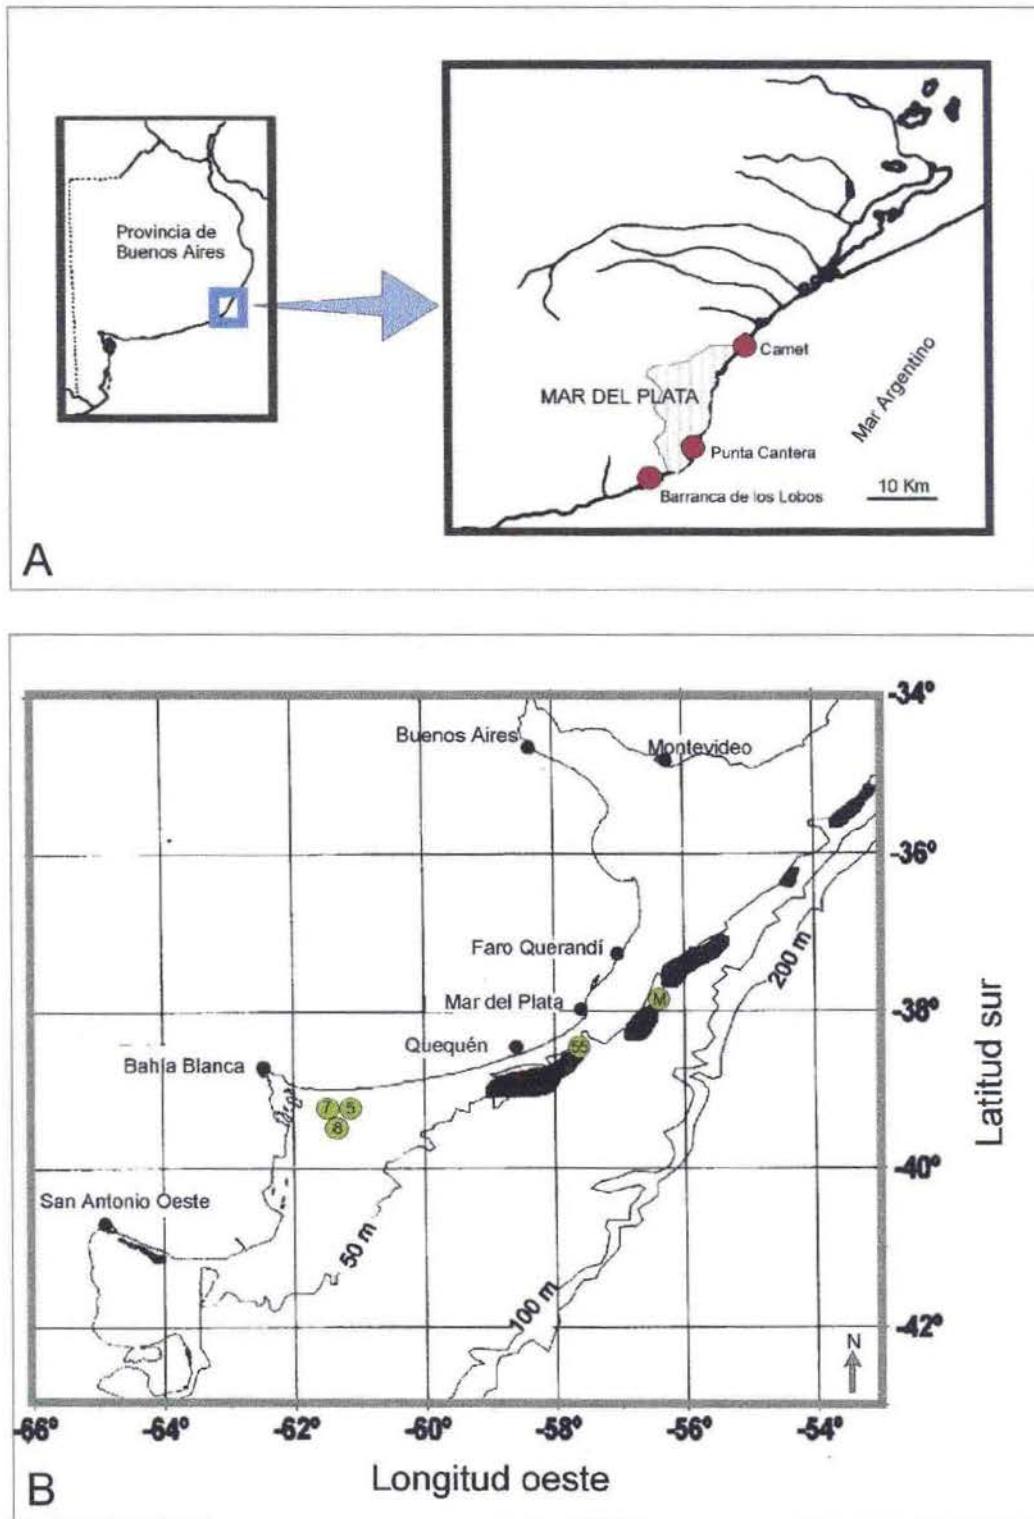 Provincia de
Buenos Aires
Camet
MAR DEL PLATA
Mar Argentino
Punta Cantera
10 Km
Barranca de los Lobos
A
-34º
Buenos Aires
Montevideo
-36º
Faro Querandí
200 m
M
Mar del Plata
-38º
Quequén
55
Bahía Blanca
7
5
8
Latitud sur
-40º
San Antonio Oeste
50 m
100 m
-42º
N
-66º
-64º
-62º
-60º
-58º
-56º
-54º
Longitud oeste
B